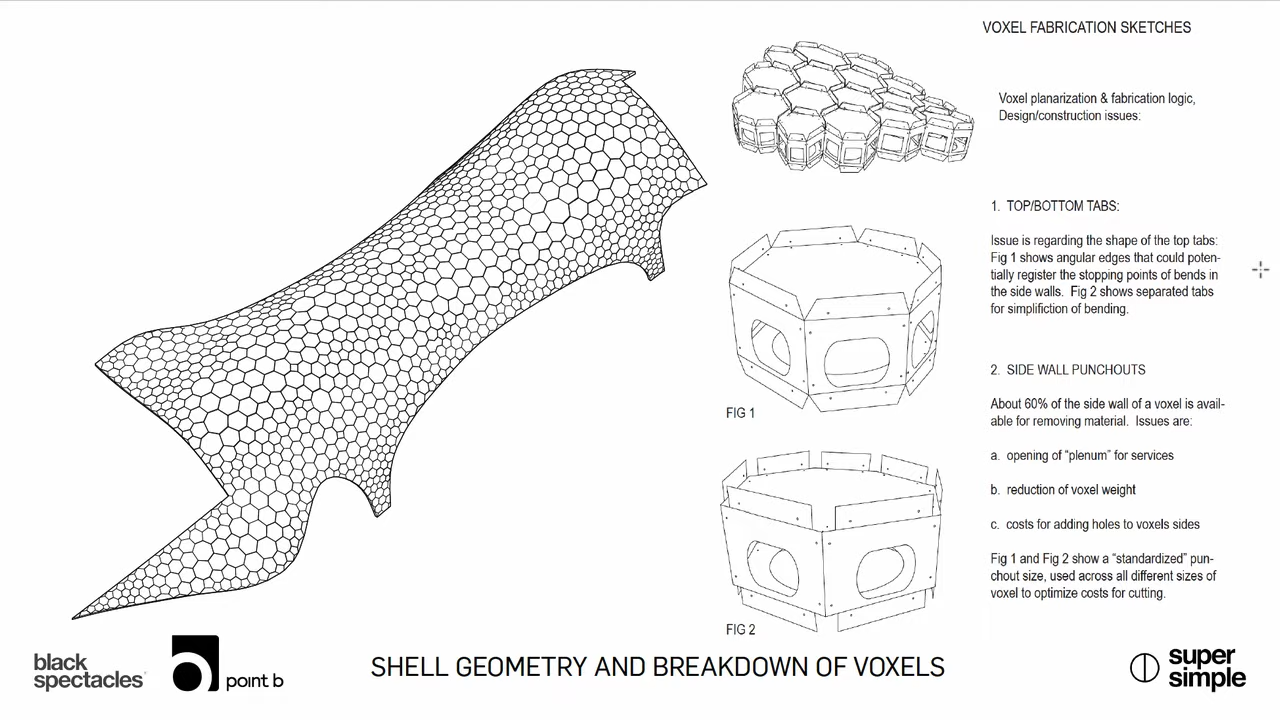 VOXEL FABRICATION SKETCHES
Voxel planarization & fabrication logic,
Design/construction issues:
1. TOP/BOTTOM TABS:
Issue is regarding the shape of the top tabs:
Fig 1 shows angular edges that could poten-
tially register the stopping points of bends in
the side walls. Fig 2 shows separated tabs
for simplifiction of bending.
2. SIDE WALL PUNCHOUTS
About 60% of the side wall of a voxel is avail-
able for removing material. Issues are:
a. opening of "plenum" for services
b. reduction of voxel weight
c. costs for adding holes to voxels sides
Fig 1 and Fig 2 show a "standardized" pun-
chout size, used across all different sizes of
voxel to optimize costs for cutting.
FIG 1
FIG 2
black
spectacles
point b
SHELL GEOMETRY AND BREAKDOWN OF VOXELS
super
simple